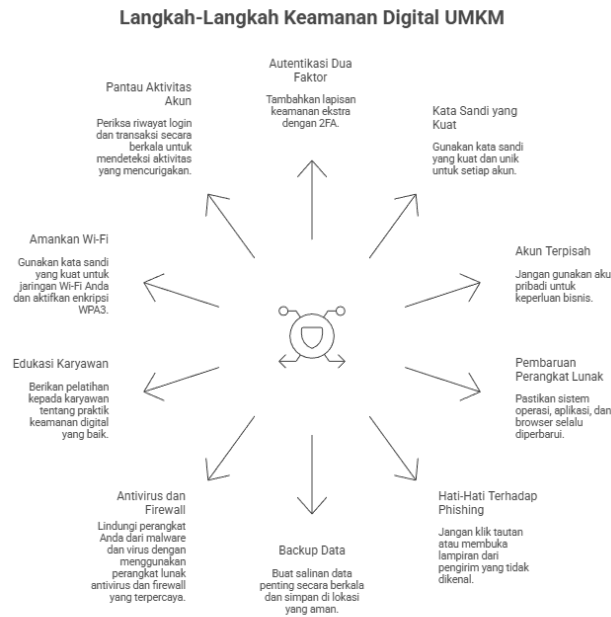 Langkah-Langkah Keamanan Digital UMKM
Autentikasi Dua
Faktor
Tambahkan lapisan
keamanan ekstra
dengan 2FA.
Kata Sandi yang
Kuat
Gunakan kata sandi
yang kuat dan unik
untuk setiap akun.
Akun Terpisah
Jangan gunakan aku
pribadi untuk
keperluan bisnis.
Pembaruan
Perangkat Lunak
Pastikan sistem
operasi, aplikasi, dan
browser selalu
diperbarui.
Hati-Hati Terhadap
Phishing
Jangan klik tautan
atau membuka
lampiran dari
pengirim yang tidak
dikenal.
Backup Data
Buat salinan data
penting secara berkala
dan simpan di lokasi
yang aman.
Antivirus dan
Firewall
Lindungi perangkat
Anda dari malware
dan virus dengan
menggunakan
perangkat lunak
antivirus dan firewall
yang terpercaya.
Edukasi Karyawan
Berikan pelatihan
kepada karyawan
tentang praktik
keamanan digital
yang baik.
Amankan Wi-Fi
Gunakan kata sandi
yang kuat untuk
jaringan Wi-Fi Anda
dan aktifkan enkripsi
WPA3.
Pantau Aktivitas
Akun
Periksa riwayat login
dan transaksi secara
berkala untuk
mendeteksi aktivitas
yang mencurigakan.